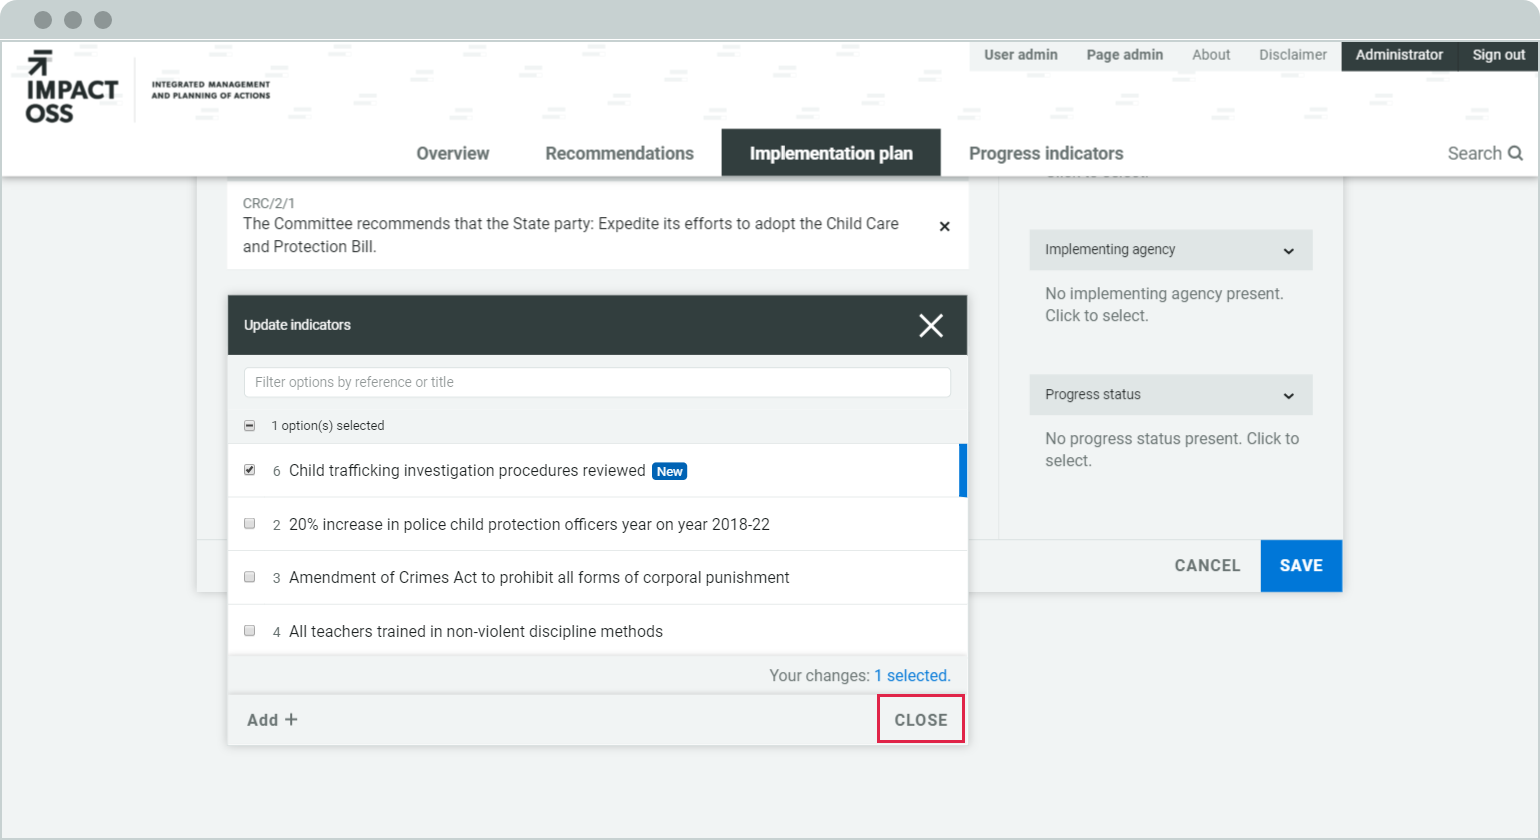 IMPACT
OSS
INTEGRATED MANAGEMENT
AND PLANNING OF ACTIONS
User admin
Page admin
About
Disclaimer
Administrator
Sign out
Overview
Recommendations
Implementation plan
Progress indicators
Search
CRC/2/1
The Committee recommends that the State party: Expedite its efforts to adopt the Child Care
and Protection Bill.
Update indicators
Filter options by reference or title
1 option(s) selected
6 Child trafficking investigation procedures reviewed New
2 20% increase in police child protection officers year on year 2018-22
3 Amendment of Crimes Act to prohibit all forms of corporal punishment
4 All teachers trained in non-violent discipline methods
Your changes: 1 selected.
Add +
CLOSE
Implementing agency
No implementing agency present.
Click to select.
Progress status
No progress status present. Click to
select.
CANCEL
SAVE